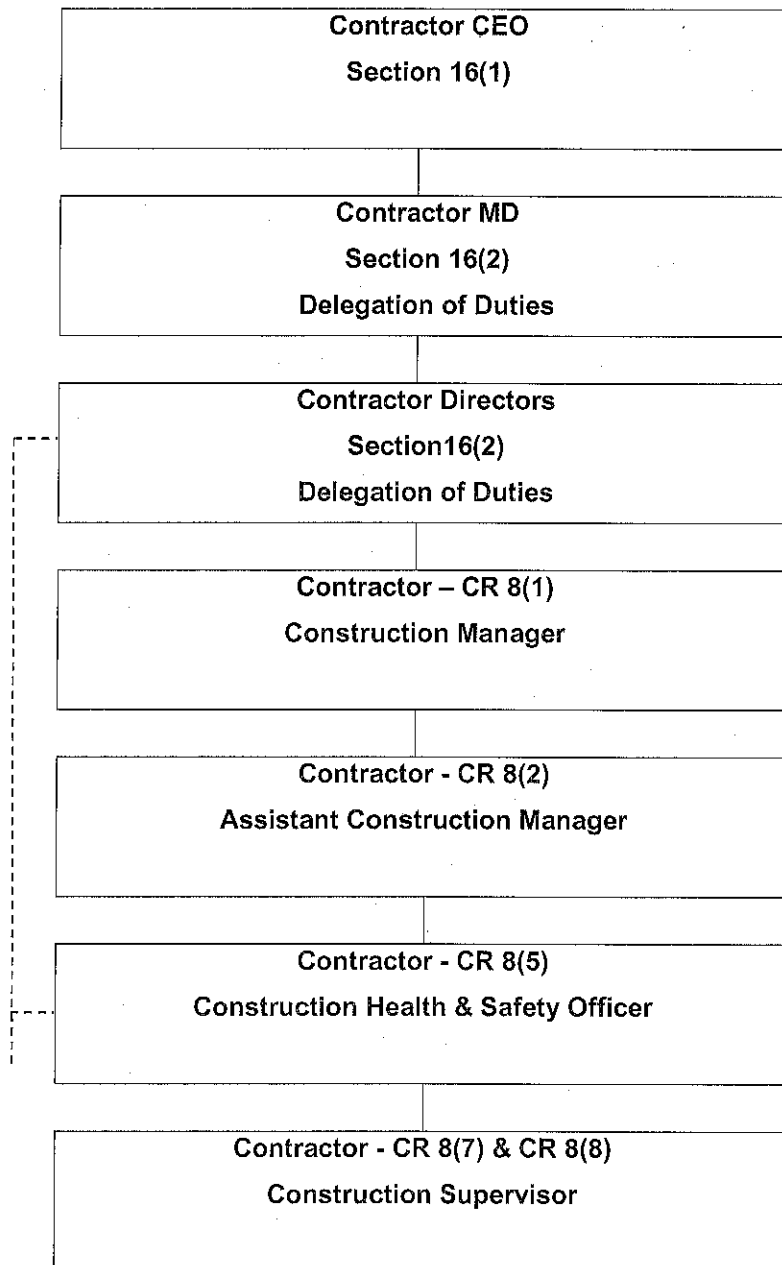 Contractor CEO
Section 16(1)
Contractor MD
Section 16(2)
Delegation of Duties
Contractor Directors
Section16(2)
Delegation of Duties
Contractor – CR 8(1)
Construction Manager
Contractor - CR 8(2)
Assistant Construction Manager
Contractor - CR 8(5)
Construction Health & Safety Officer
Contractor - CR 8(7) & CR 8(8)
Construction Supervisor